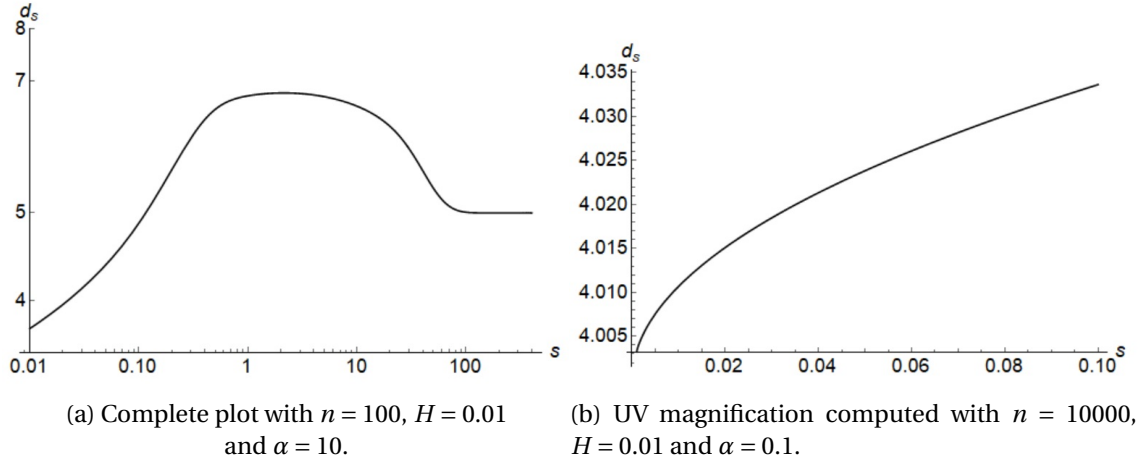 d_s
8
7
5
4
0.01 0.10 1 10 100 s
d_s
4.035
4.030
4.025
4.020
4.015
4.010
4.005
0.02 0.04 0.06 0.08 0.10 s
(a) Complete plot with n = 100, H = 0.01
and α = 10.
(b) UV magnification computed with n = 10000,
H = 0.01 and α = 0.1.